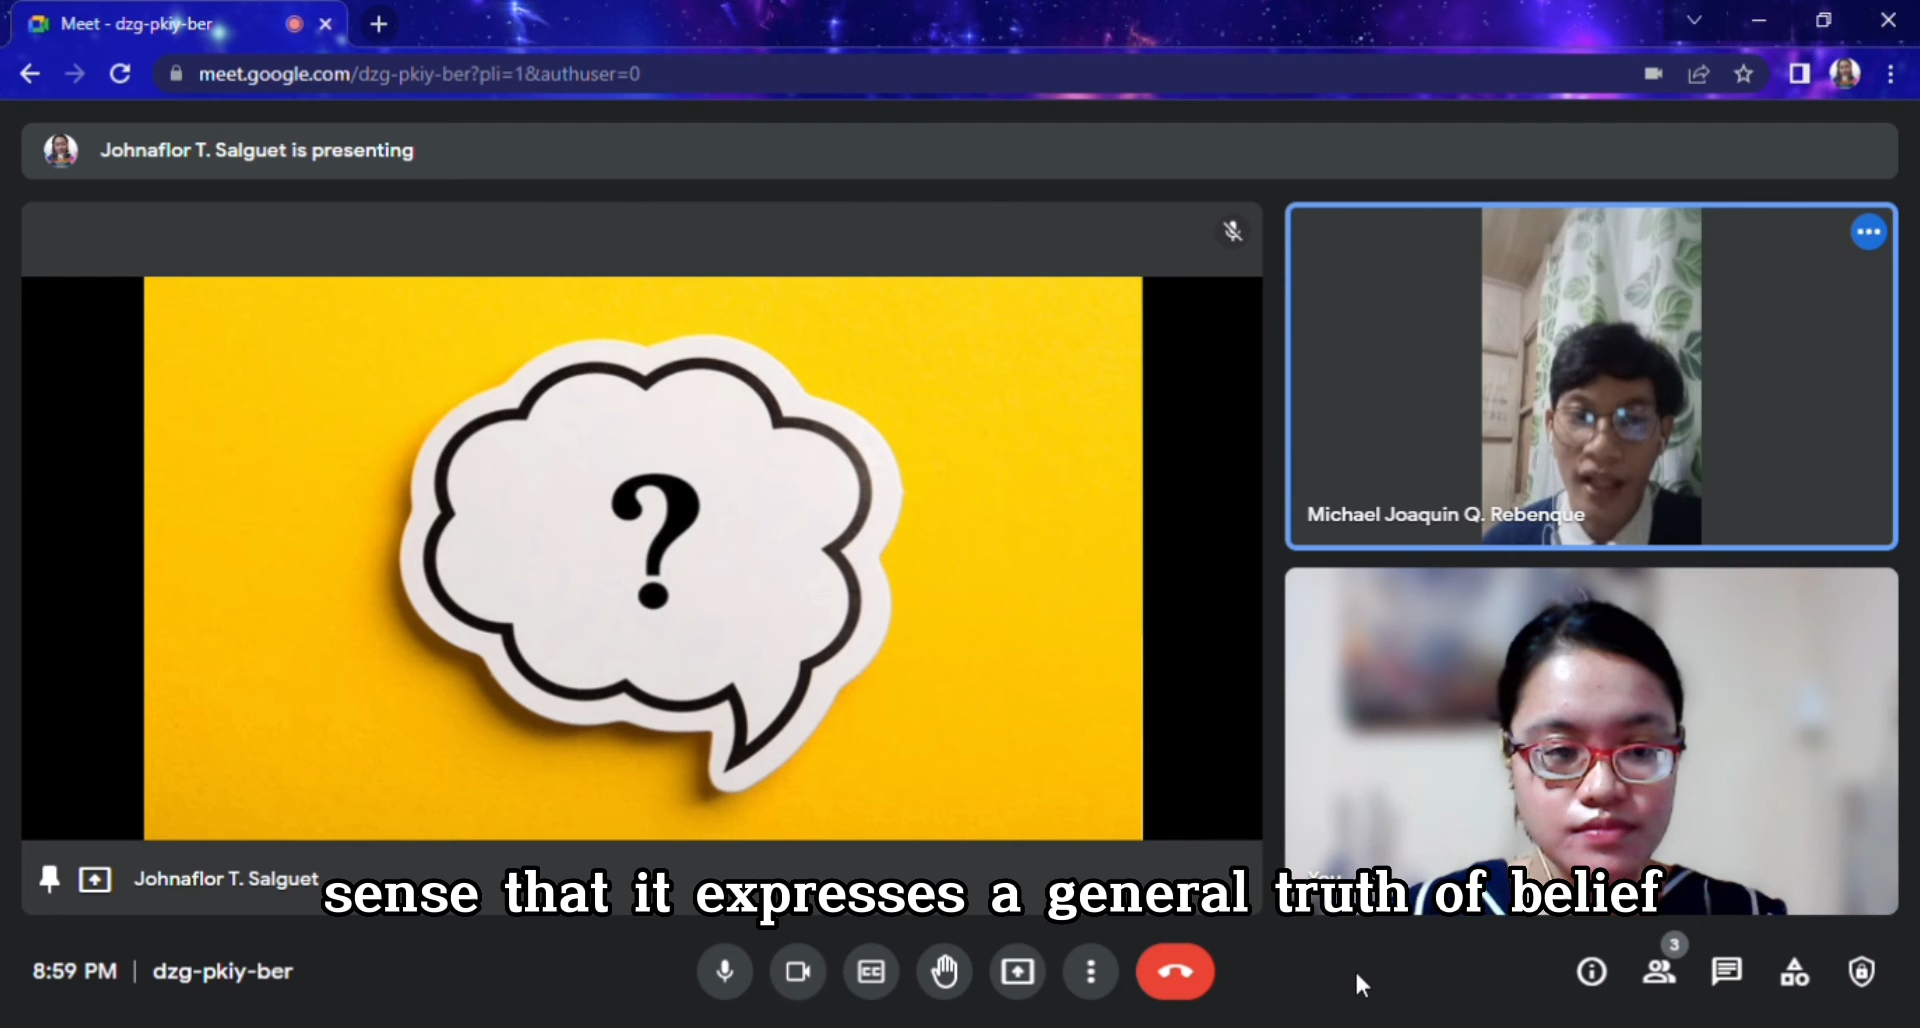 Meet - dzg-pkiy-ber
meet.google.com/dzg-pkiy-ber?pli=1&authuser=0
Johnaflor T. Salguet is presenting
?
Michael Joaquin Q. Rebenque
Johnaflor T. Salguet
You
sense that it expresses a general truth of belief
8:59 PM | dzg-pkiy-ber
CC
3